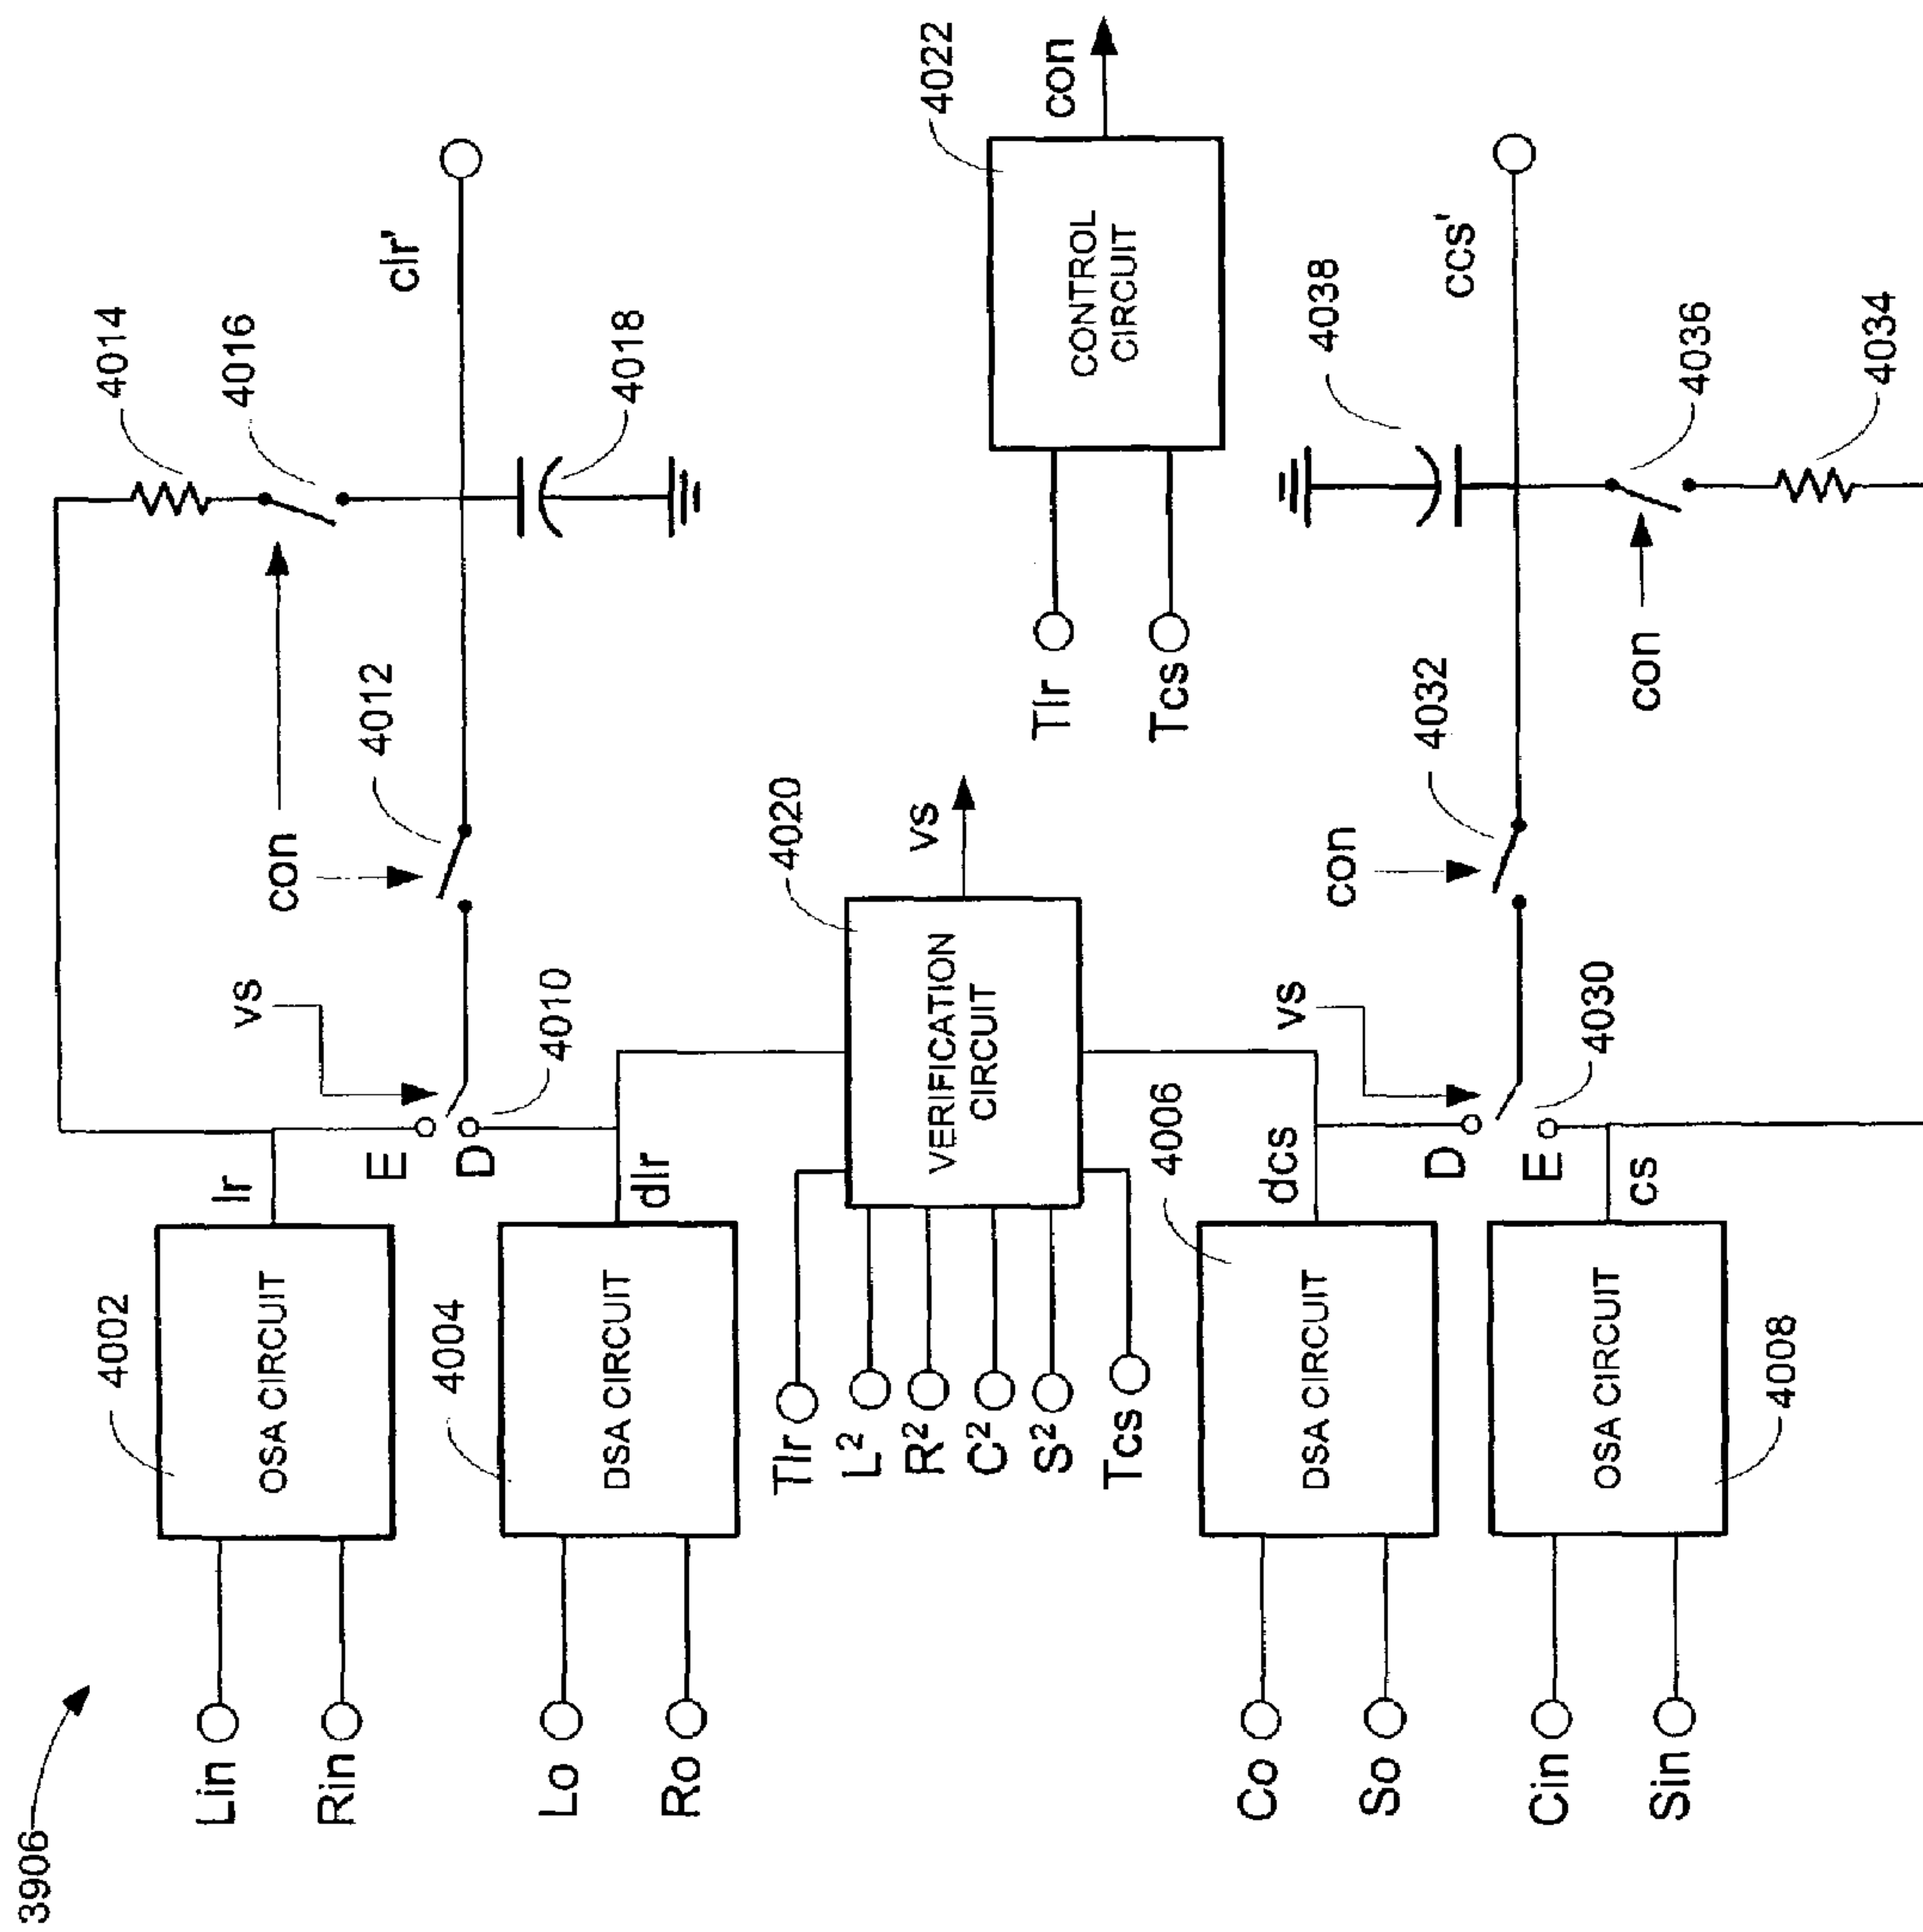 3906
Lin
Rin
4002
OSA CIRCUIT
lr
Lo
Ro
4004
DSA CIRCUIT
dlr
E
D
vs
4010
con
4012
4014
4016
4018
clr'
Tlr
L²
R²
C²
S²
Tcs
VERIFICATION
CIRCUIT
4020
vs
Tlr
Tcs
CONTROL
CIRCUIT
4022
con
Co
So
4006
DSA CIRCUIT
dcs
Cin
Sin
OSA CIRCUIT
4008
cs
D
E
vs
4030
con
4032
con
4038
4036
4034
ccs'